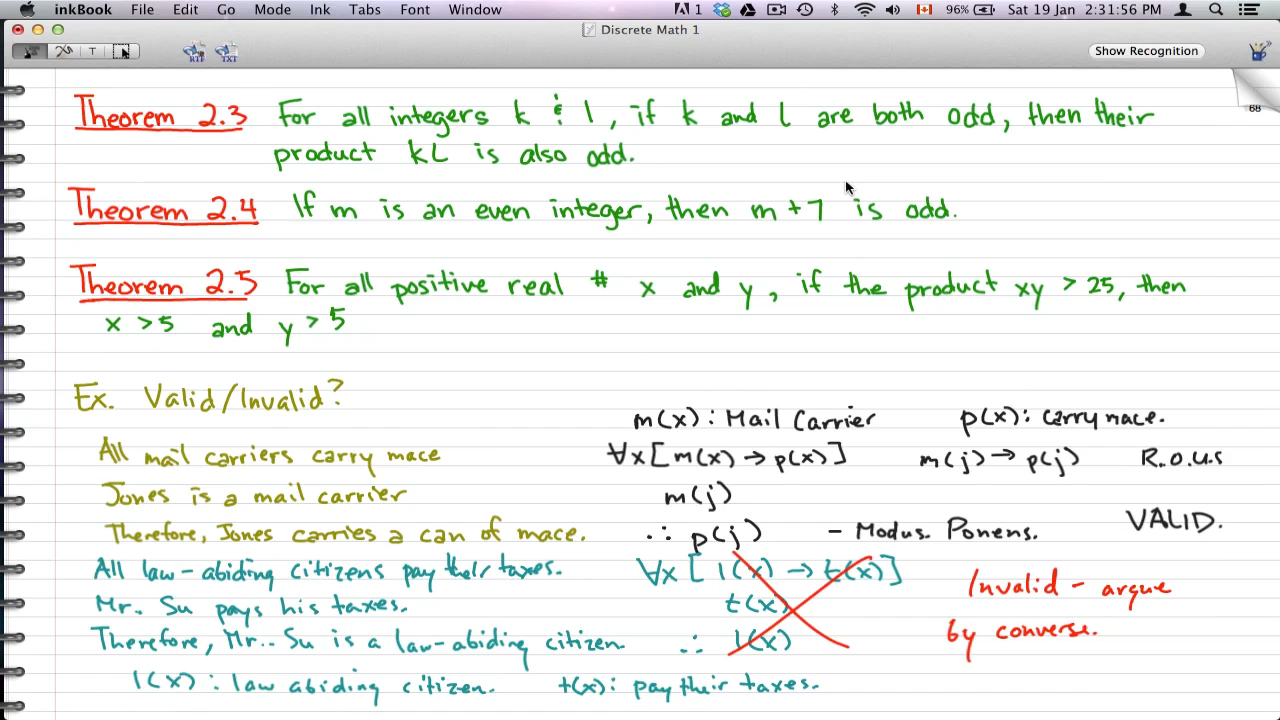 inkBook File Edit Go Mode Ink Tabs Font Window 1 96% Sat 19 Jan 2:31:56 PM
Discrete Math 1
T RTF TXT Show Recognition
68
Theorem 2.3 For all integers k & l, if k and l are both odd, then their
product kL is also odd.
Theorem 2.4 If m is an even integer, then m + 7 is odd.
Theorem 2.5 For all positive real # x and y, if the product xy > 25, then
x > 5 and y > 5
Ex. Valid/Invalid?
m(x): Mail Carrier p(x): carry mace.
All mail carriers carry mace ∀x[m(x) → p(x)] m(j) → p(j) R.O.U.S
Jones is a mail carrier m(j)
Therefore, Jones carries a can of mace. ∴ p(j) - Modus Ponens. VALID.
All law-abiding citizens pay their taxes. ∀x [l(x) → t(x)] Invalid - argue
Mr. Su pays his taxes. t(x)
Therefore, Mr.. Su is a law-abiding citizen. ∴ l(x) by converse.
l(x): law abiding citizen. t(x): pay their taxes.